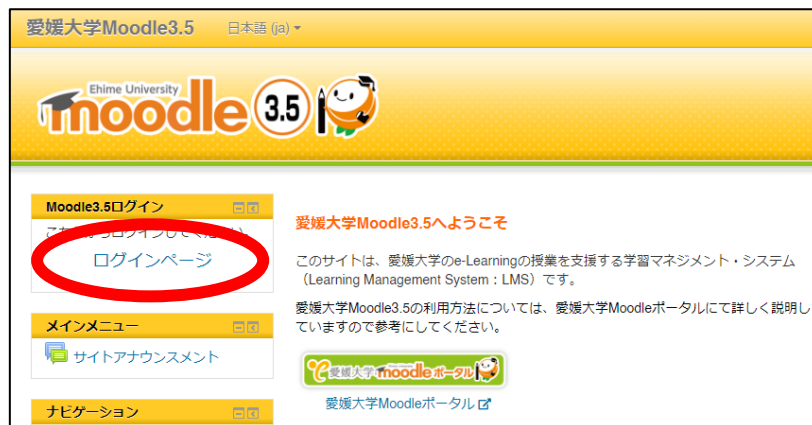 愛媛大学Moodle3.5 日本語 (ja)
Ehime University
moodle 3.5
Moodle3.5ログイン
ログインページ
愛媛大学Moodle3.5へようこそ
このサイトは、愛媛大学のe-Learningの授業を支援する学習マネジメント・システム
（Learning Management System：LMS）です。
愛媛大学Moodle3.5の利用方法については、愛媛大学Moodleポータルにて詳しく説明し
ていますので参考にしてください。
メインメニュー
サイトアナウンスメント
愛媛大学 moodle ポータル
愛媛大学Moodleポータル
ナビゲーション